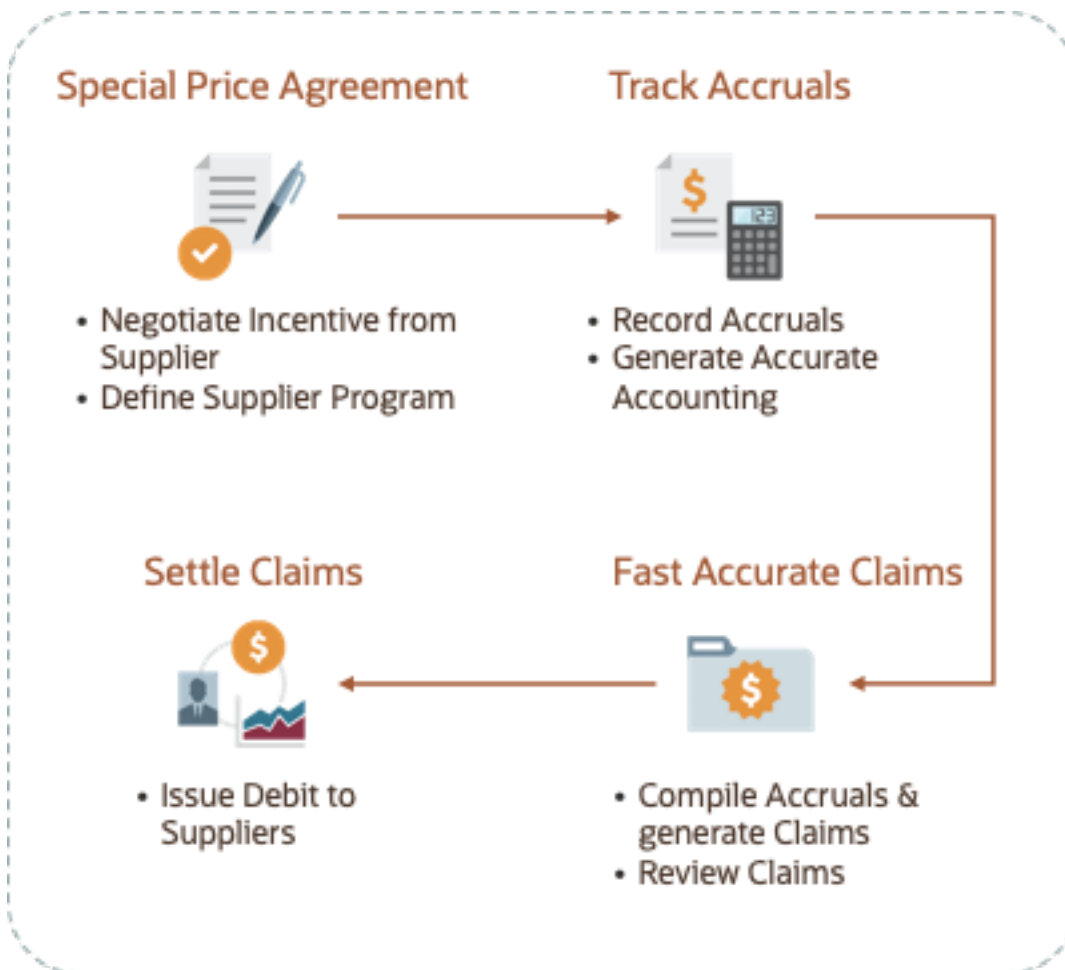 Special Price Agreement
• Negotiate Incentive from
Supplier
• Define Supplier Program
Track Accruals
$
123
• Record Accruals
• Generate Accurate
Accounting
Fast Accurate Claims
$
• Compile Accruals &
generate Claims
• Review Claims
Settle Claims
$
• Issue Debit to
Suppliers